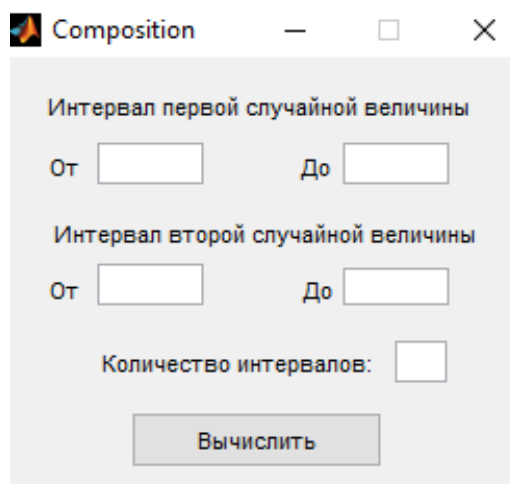 Composition
Интервал первой случайной величины
От До
Интервал второй случайной величины
От До
Количество интервалов:
Вычислить